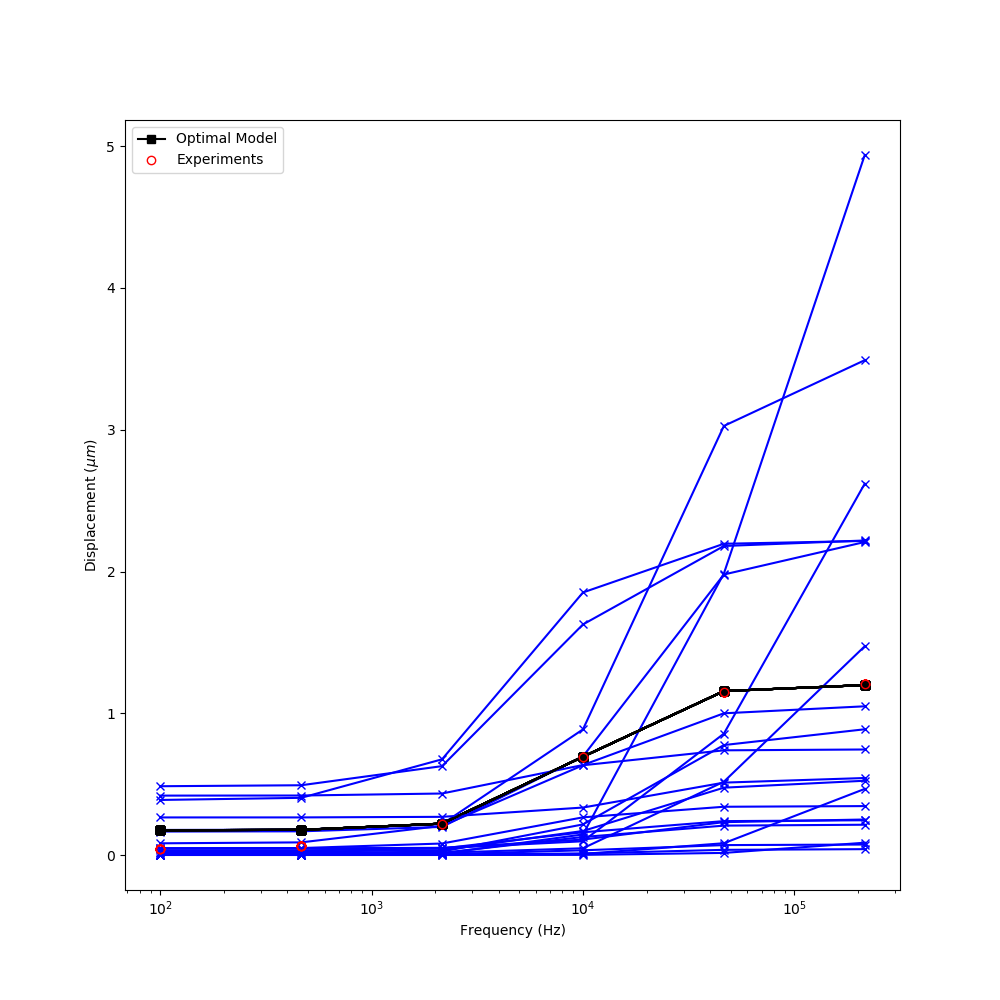 Optimal Model
Experiments
5
4
3
2
1
0
Displacement (μm)
10²
10³
10⁴
10⁵
Frequency (Hz)